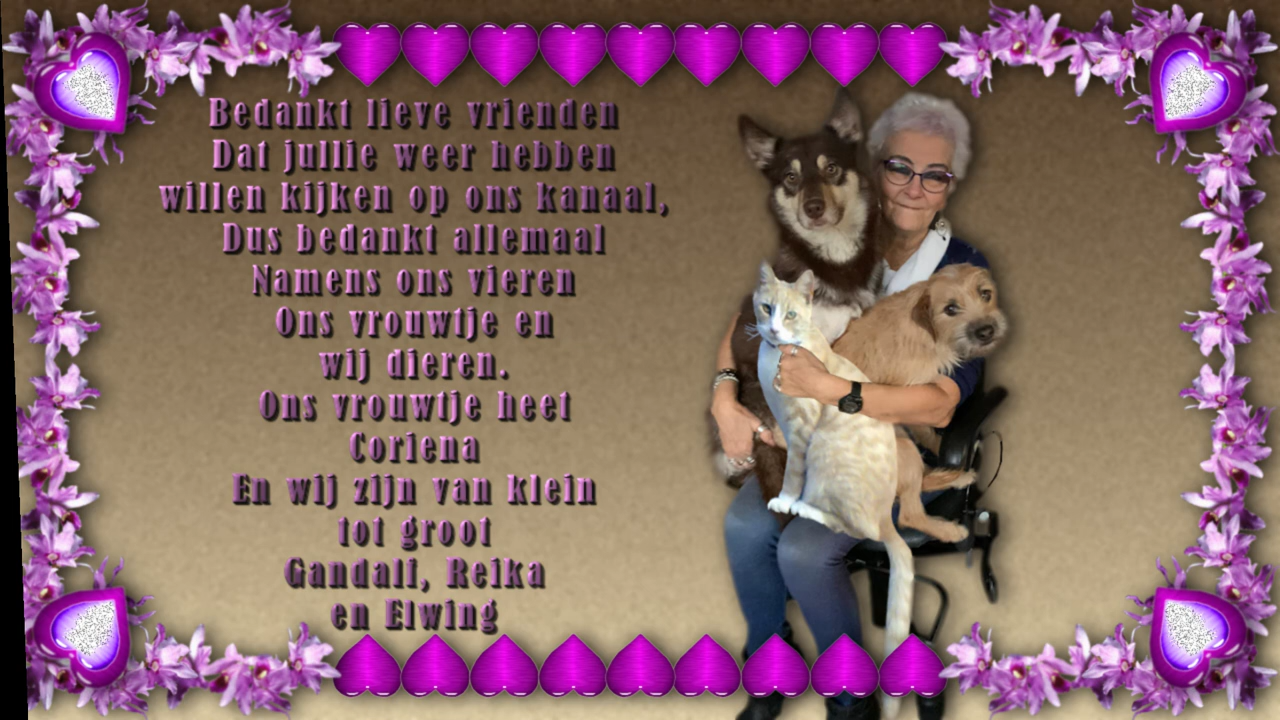 Bedankt lieve vrienden
Dat jullie weer hebben
willen kijken op ons kanaal,
Dus bedankt allemaal
Namens ons vieren
Ons vrouwtje en
wij dieren.
Ons vrouwtje heet
Coriena
En wij zijn van klein
tot groot
Gandalf, Reika
en Elwing